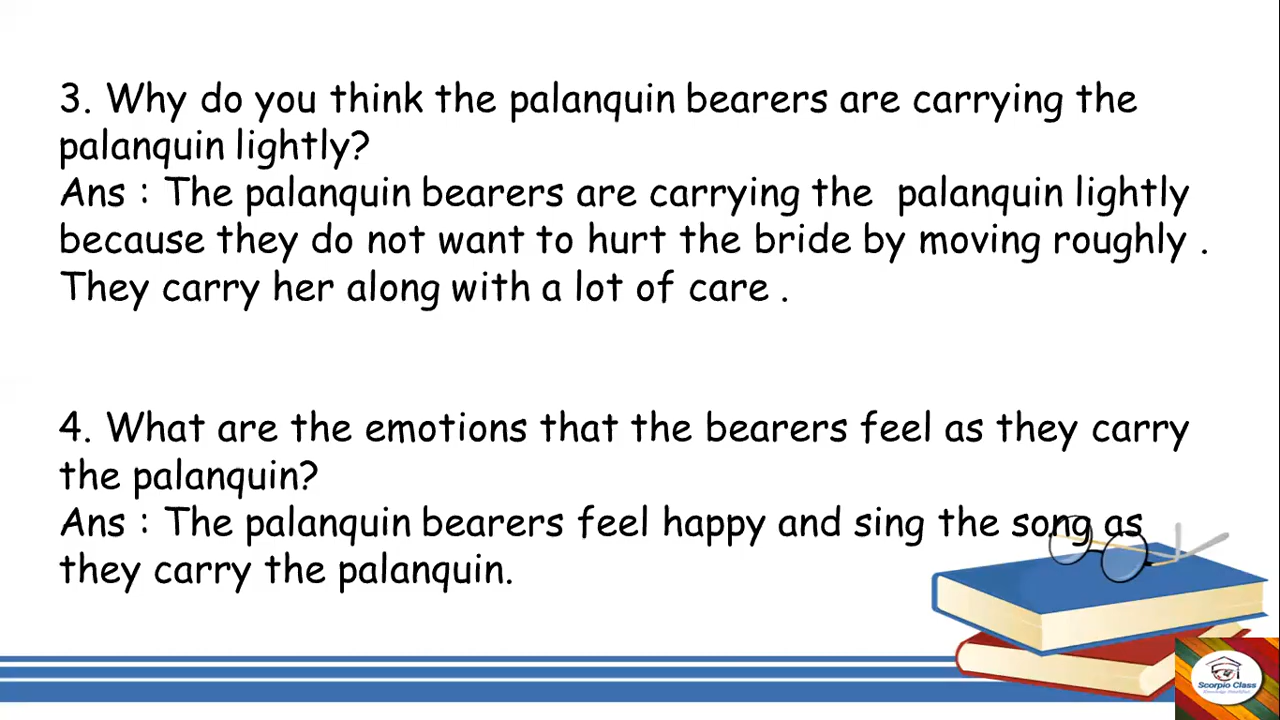 3. Why do you think the palanquin bearers are carrying the
palanquin lightly?
Ans : The palanquin bearers are carrying the  palanquin lightly
because they do not want to hurt the bride by moving roughly .
They carry her along with a lot of care .
4. What are the emotions that the bearers feel as they carry
the palanquin?
Ans : The palanquin bearers feel happy and sing the song as
they carry the palanquin.
Scorpio Class